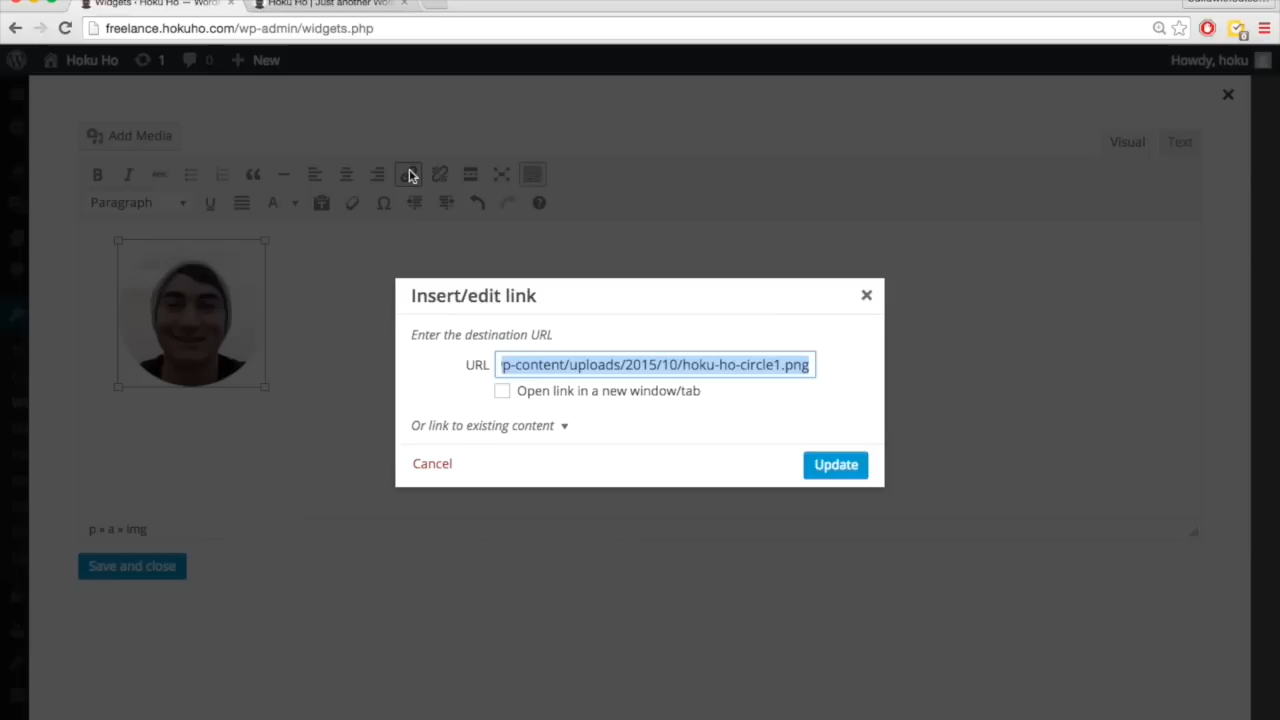 Widgets ‹ Hoku Ho — Word
Hoku Ho | Just another Wor
freelance.hokuho.com/wp-admin/widgets.php
Hoku Ho 1 0 New Howdy, hoku
Add Media
Visual Text
B I ABC
Paragraph U A
Insert/edit link
Enter the destination URL
URL p-content/uploads/2015/10/hoku-ho-circle1.png
Open link in a new window/tab
Or link to existing content
Cancel Update
p » a » img
Save and close